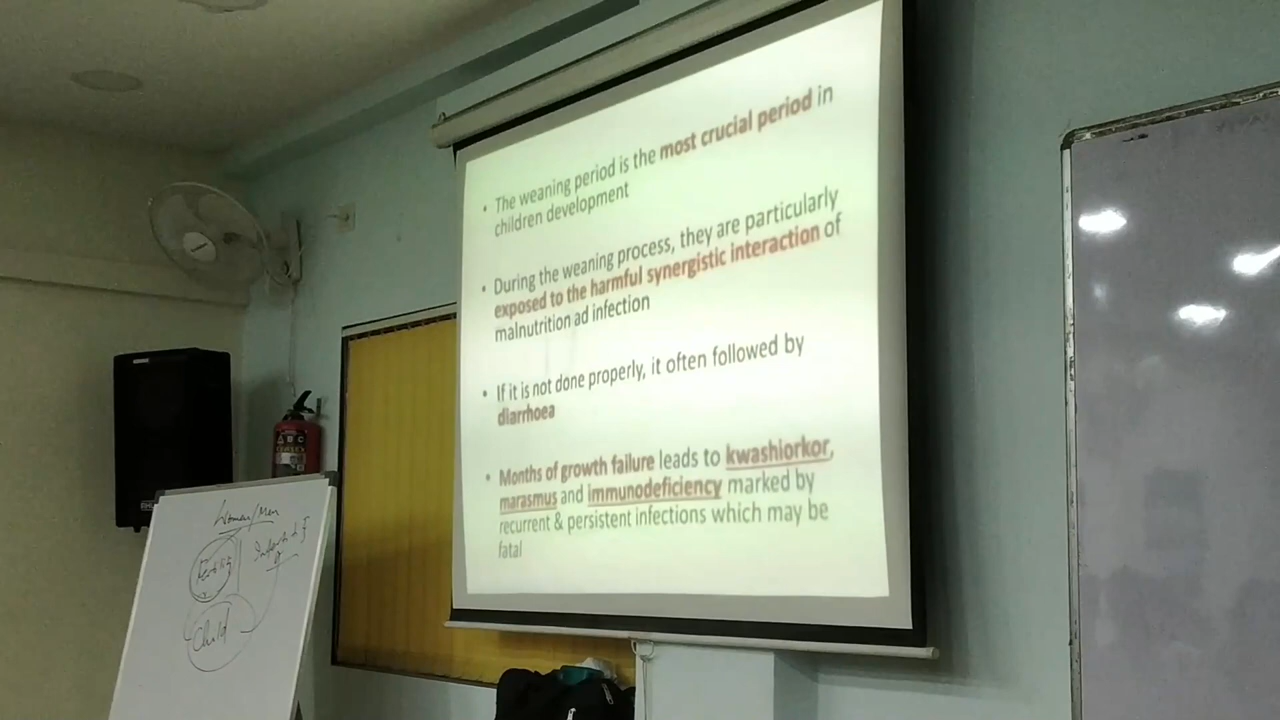 • The weaning period is the most crucial period in
children development
• During the weaning process, they are particularly
exposed to the harmful synergistic interaction of
malnutrition ad infection
• If it is not done properly, it often followed by
diarrhoea
• Months of growth failure leads to kwashiorkor,
marasmus and immunodeficiency marked by
recurrent & persistent infections which may be
fatal
A B C
Women/Men
Fertility
Child